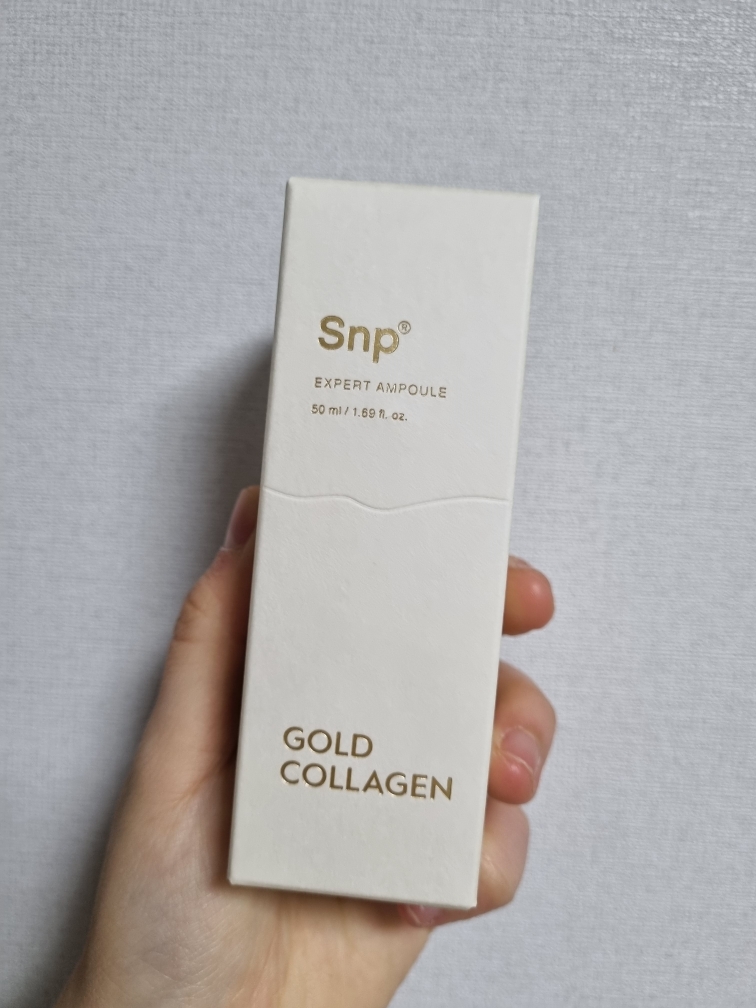 Snp®
EXPERT AMPOULE
50 ml / 1.69 fl. oz.
GOLD
COLLAGEN